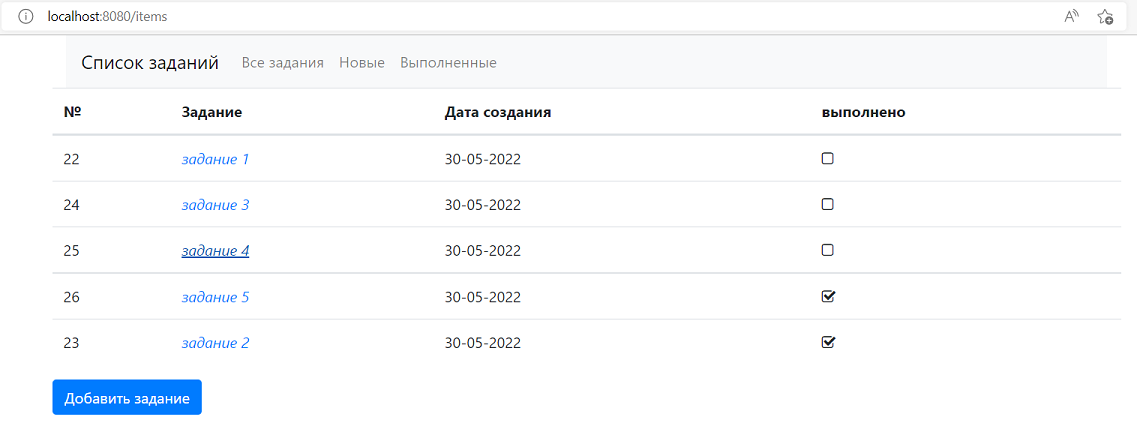 localhost:8080/items
Список заданий Все задания Новые Выполненные
№ Задание Дата создания выполнено
22 задание 1 30-05-2022
24 задание 3 30-05-2022
25 задание 4 30-05-2022
26 задание 5 30-05-2022
23 задание 2 30-05-2022
Добавить задание